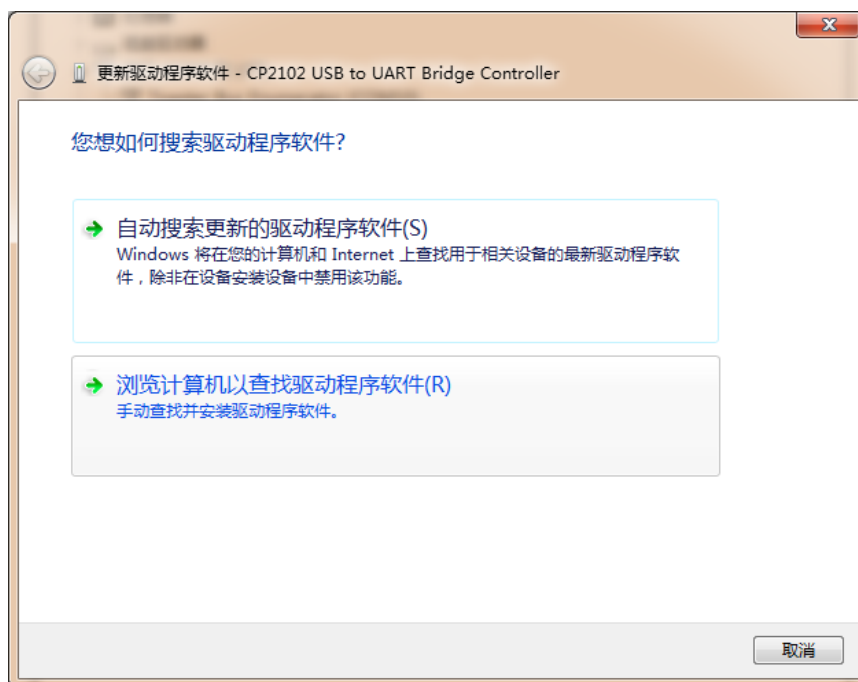 更新驱动程序软件 - CP2102 USB to UART Bridge Controller
您想如何搜索驱动程序软件?
自动搜索更新的驱动程序软件(S)
Windows 将在您的计算机和 Internet 上查找用于相关设备的最新驱动程序软
件，除非在设备安装设备中禁用该功能。
浏览计算机以查找驱动程序软件(R)
手动查找并安装驱动程序软件。
取消